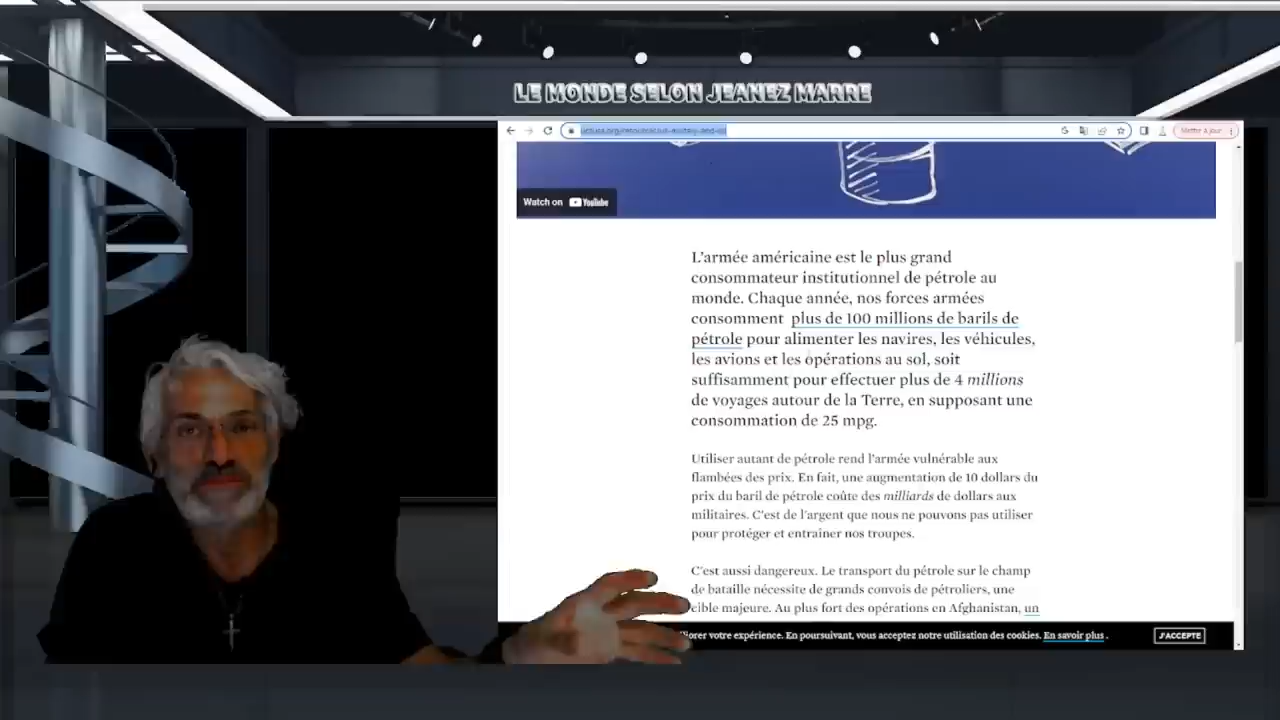 LE MONDE SELON JEANEZ MARRE
Mettre à jour
Watch on YouTube
L'armée américaine est le plus grand
consommateur institutionnel de pétrole au
monde. Chaque année, nos forces armées
consomment plus de 100 millions de barils de
pétrole pour alimenter les navires, les véhicules,
les avions et les opérations au sol, soit
suffisamment pour effectuer plus de 4 millions
de voyages autour de la Terre, en supposant une
consommation de 25 mpg.
Utiliser autant de pétrole rend l'armée vulnérable aux
flambées des prix. En fait, une augmentation de 10 dollars du
prix du baril de pétrole coûte des milliards de dollars aux
militaires. C'est de l'argent que nous ne pouvons pas utiliser
pour protéger et entraîner nos troupes.
C'est aussi dangereux. Le transport du pétrole sur le champ
de bataille nécessite de grands convois de pétroliers, une
cible majeure. Au plus fort des opérations en Afghanistan, un
votre expérience. En poursuivant, vous acceptez notre utilisation des cookies. En savoir plus .
J'ACCEPTE